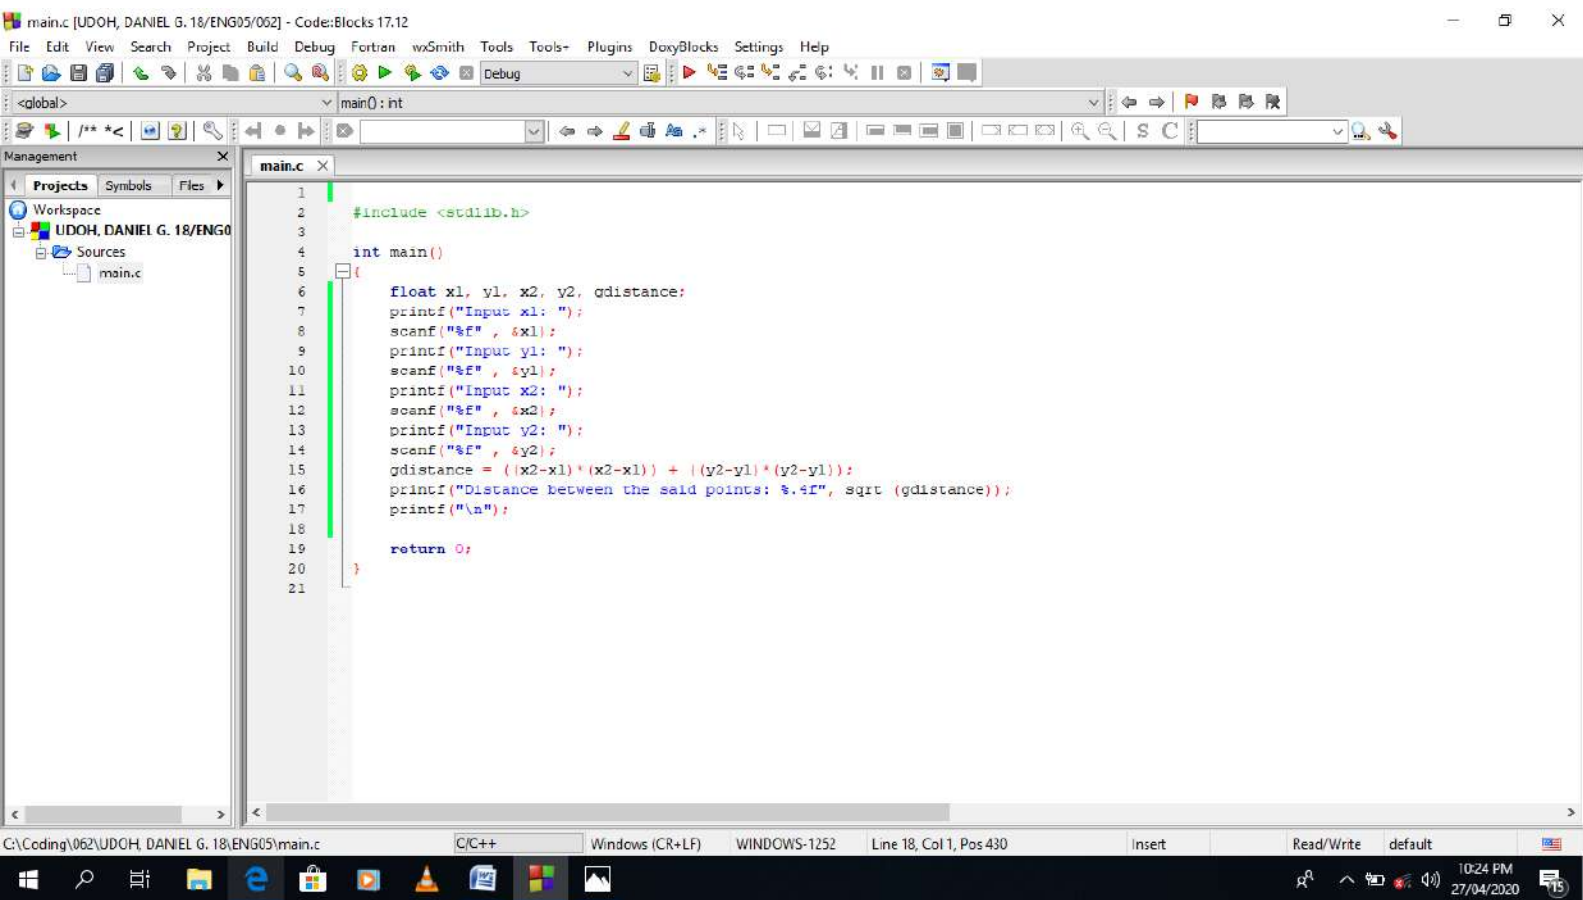 main.c [UDOH, DANIEL G. 18/ENG05/062] - Code::Blocks 17.12
File Edit View Search Project Build Debug Fortran wxSmith Tools Tools+ Plugins DoxyBlocks Settings Help
Debug
<global> main() : int
/** *< .* S C
Management
main.c
Projects Symbols Files
Workspace
UDOH, DANIEL G. 18/ENG0
Sources
main.c
1
2 #include <stdlib.h>
3
4 int main()
5 {
6 float x1, y1, x2, y2, gdistance;
7 printf("Input x1: ");
8 scanf("%f" , &x1);
9 printf("Input y1: ");
10 scanf("%f" , &y1);
11 printf("Input x2: ");
12 scanf("%f" , &x2);
13 printf("Input y2: ");
14 scanf("%f" , &y2);
15 gdistance = ((x2-x1)*(x2-x1)) + ((y2-y1)*(y2-y1));
16 printf("Distance between the said points: %.4f", sqrt (gdistance));
17 printf("\n");
18
19 return 0;
20 }
21
C:\Coding\062\UDOH, DANIEL G. 18\ENG05\main.c C/C++ Windows (CR+LF) WINDOWS-1252 Line 18, Col 1, Pos 430 Insert Read/Write default
10:24 PM
27/04/2020
15